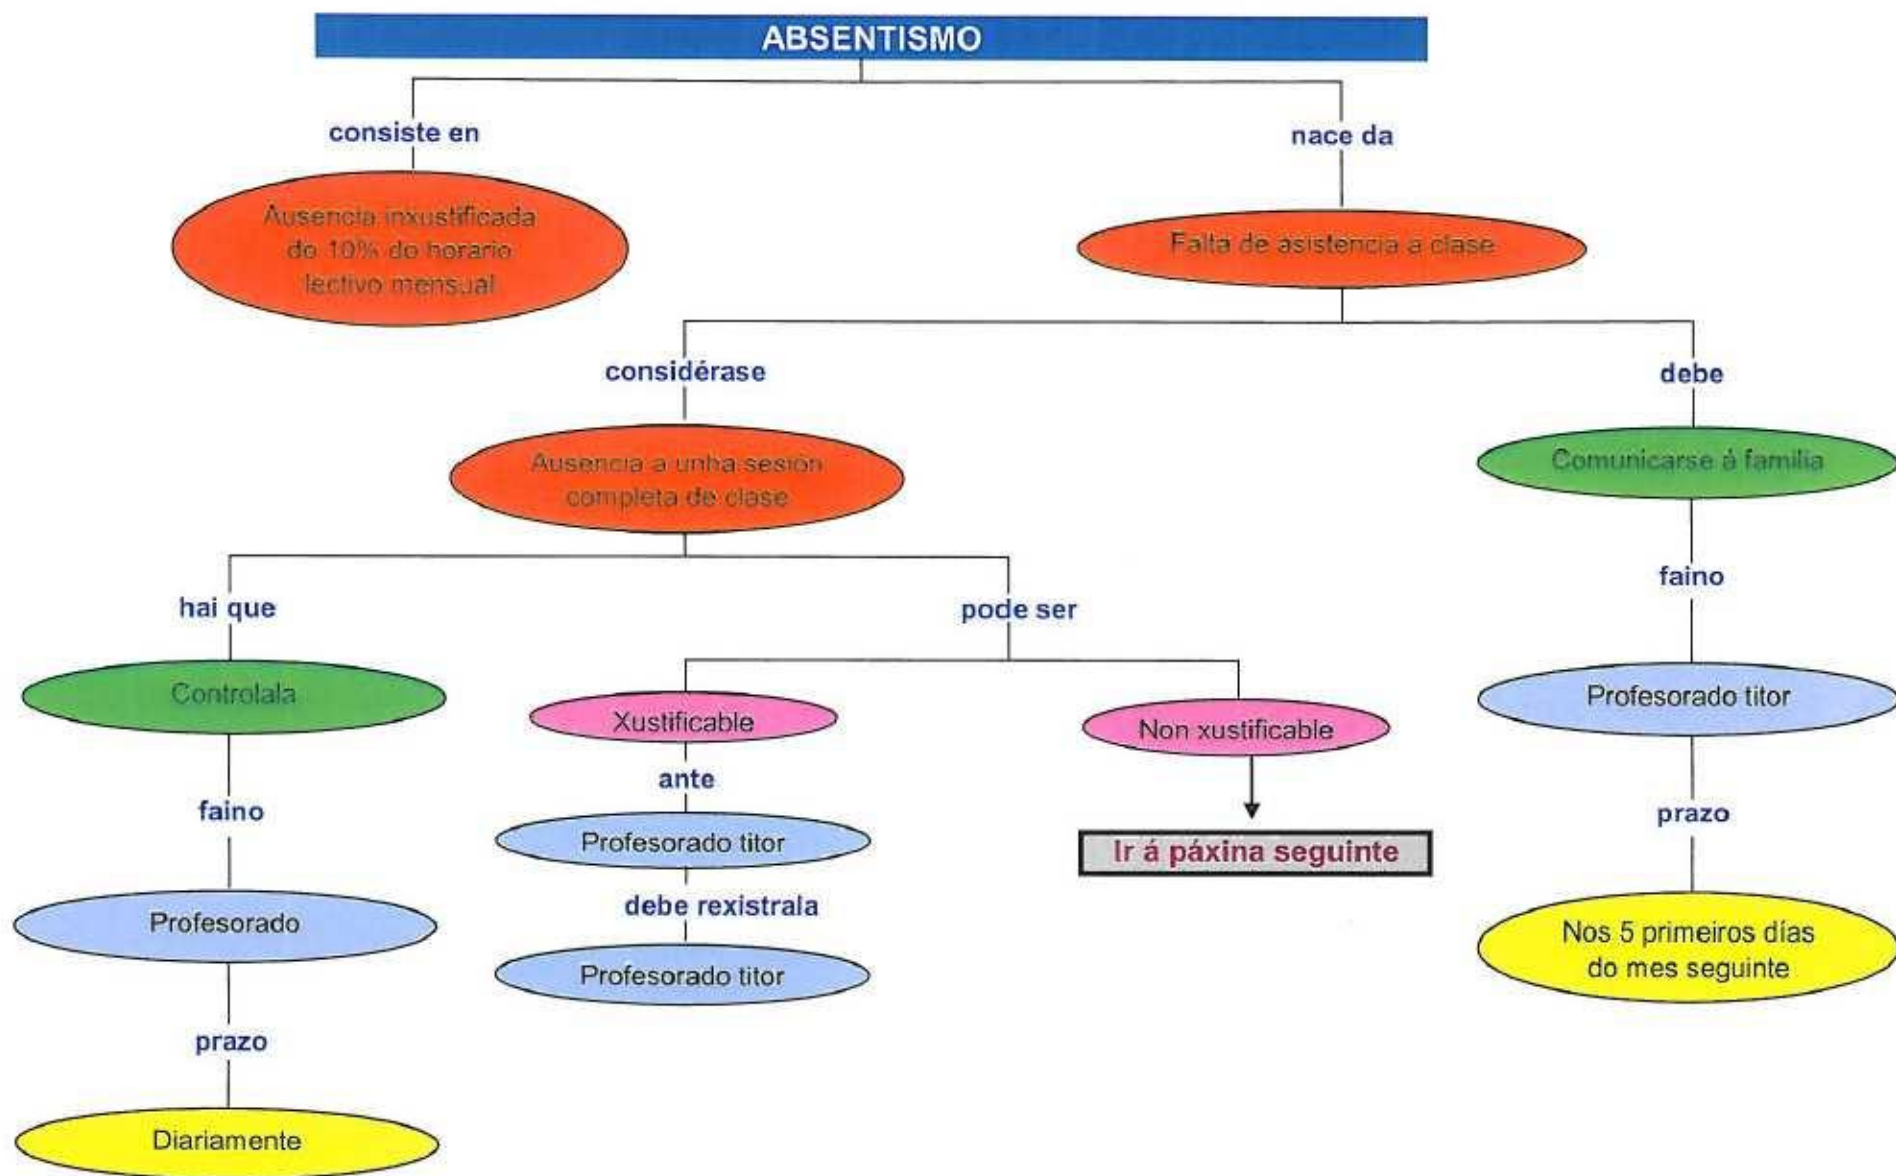 ABSENTISMO
consiste en
nace da
Ausencia inxustificada
do 10% do horario
lectivo mensual
Falta de asistencia a clase
considérase
debe
Ausencia a unha sesión
completa de clase
Comunicarse á familia
hai que
pode ser
faino
Controlala
Xustificable
Non xustificable
Profesorado titor
ante
faino
Profesorado titor
Ir á páxina seguinte
prazo
debe rexistrala
Profesorado
Profesorado titor
Nos 5 primeiros días
do mes seguinte
prazo
Diariamente